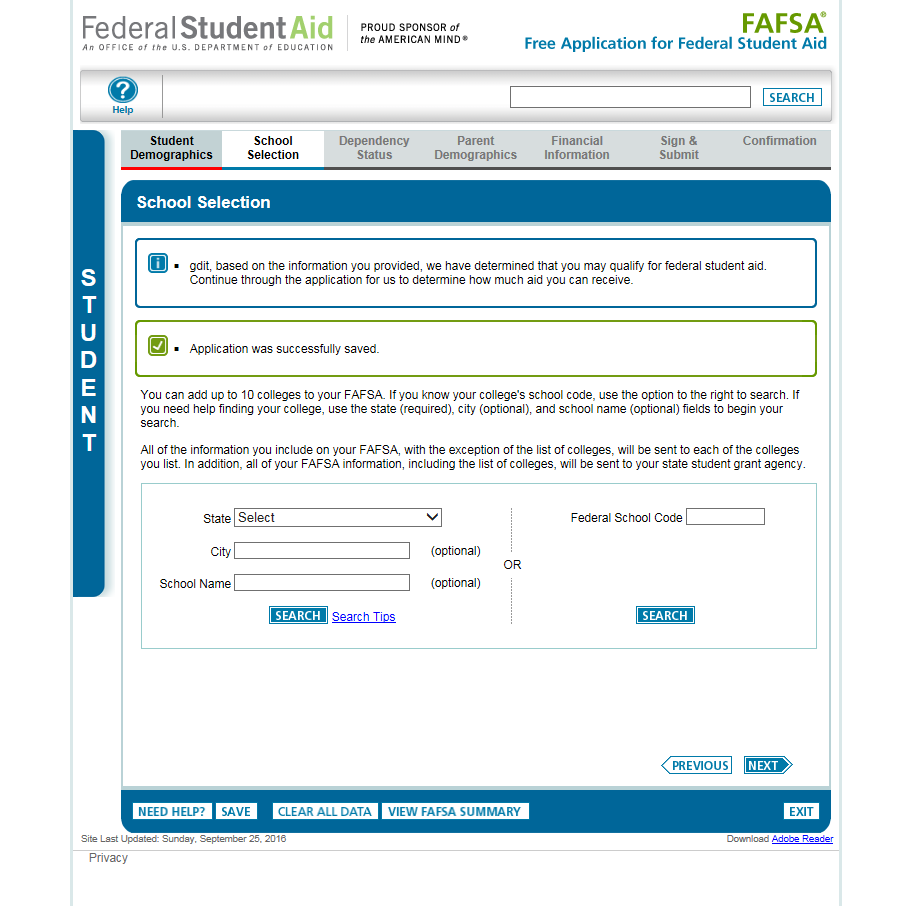 FederalStudentAid
An OFFICE of the U.S. DEPARTMENT of EDUCATION
PROUD SPONSOR of
the AMERICAN MIND®
FAFSA®
Free Application for Federal Student Aid
?
Help
SEARCH
Student
Demographics
School
Selection
Dependency
Status
Parent
Demographics
Financial
Information
Sign &
Submit
Confirmation
STUDENT
School Selection
i
▪ gdit, based on the information you provided, we have determined that you may qualify for federal student aid.
Continue through the application for us to determine how much aid you can receive.
▪ Application was successfully saved.
You can add up to 10 colleges to your FAFSA. If you know your college's school code, use the option to the right to search. If
you need help finding your college, use the state (required), city (optional), and school name (optional) fields to begin your
search.
All of the information you include on your FAFSA, with the exception of the list of colleges, will be sent to each of the colleges
you list. In addition, all of your FAFSA information, including the list of colleges, will be sent to your state student grant agency.
State Select
City (optional)
School Name (optional)
SEARCH Search Tips
OR
Federal School Code
SEARCH
PREVIOUS NEXT
NEED HELP? SAVE CLEAR ALL DATA VIEW FAFSA SUMMARY EXIT
Site Last Updated: Sunday, September 25, 2016
Download Adobe Reader
Privacy